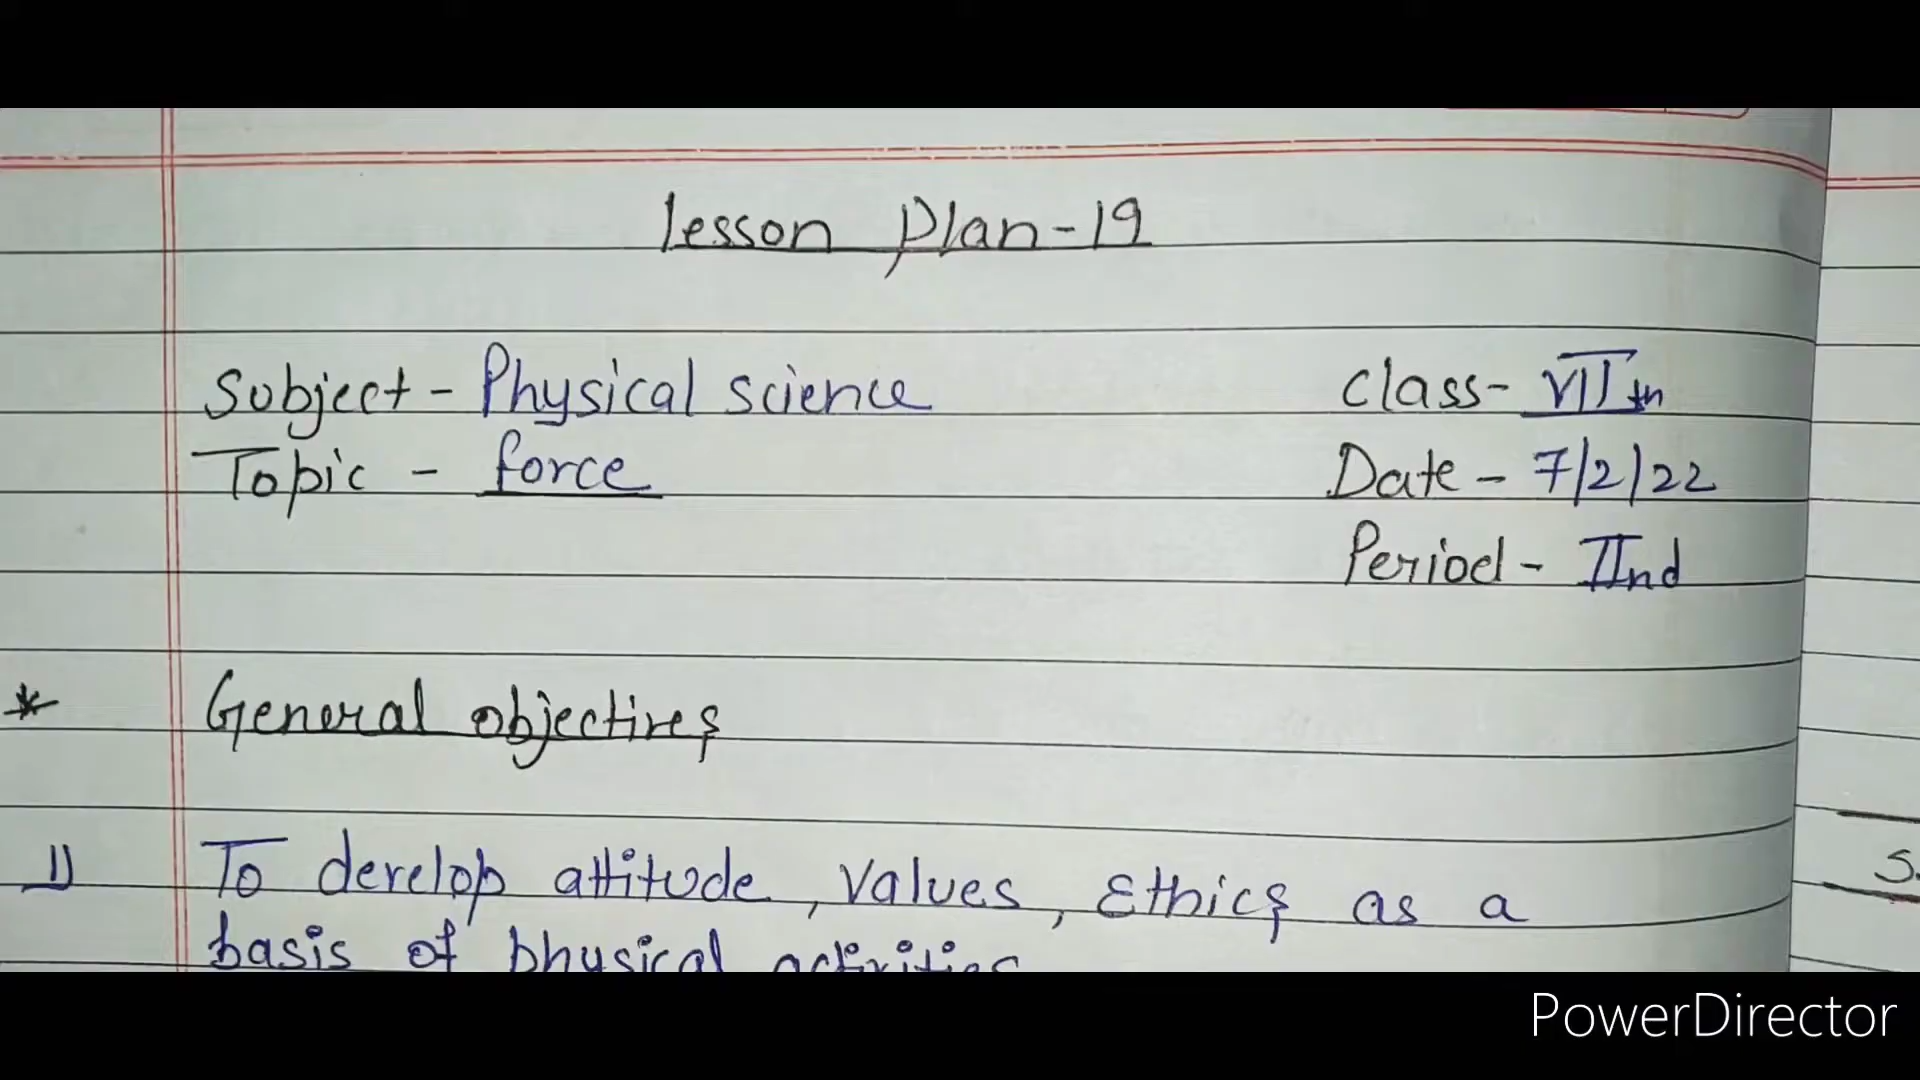 Lesson Plan-19
Subject - Physical science
Class- VIIth
Topic - force
Date - 7/2/22
Period - IInd
* General objectives
1) To develop attitude, values, Ethics as a
basis of physical activities
S.
PowerDirector